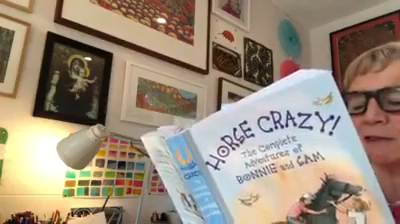 HORSE CRAZY!
The Complete
Adventures of
BONNIE and SAM